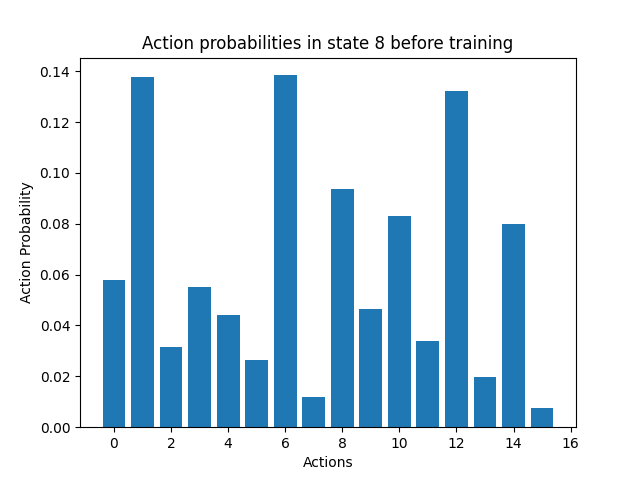 Action probabilities in state 8 before training
0.14
0.12
0.10
0.08
0.06
0.04
0.02
0.00
Action Probability
0 2 4 6 8 10 12 14 16
Actions